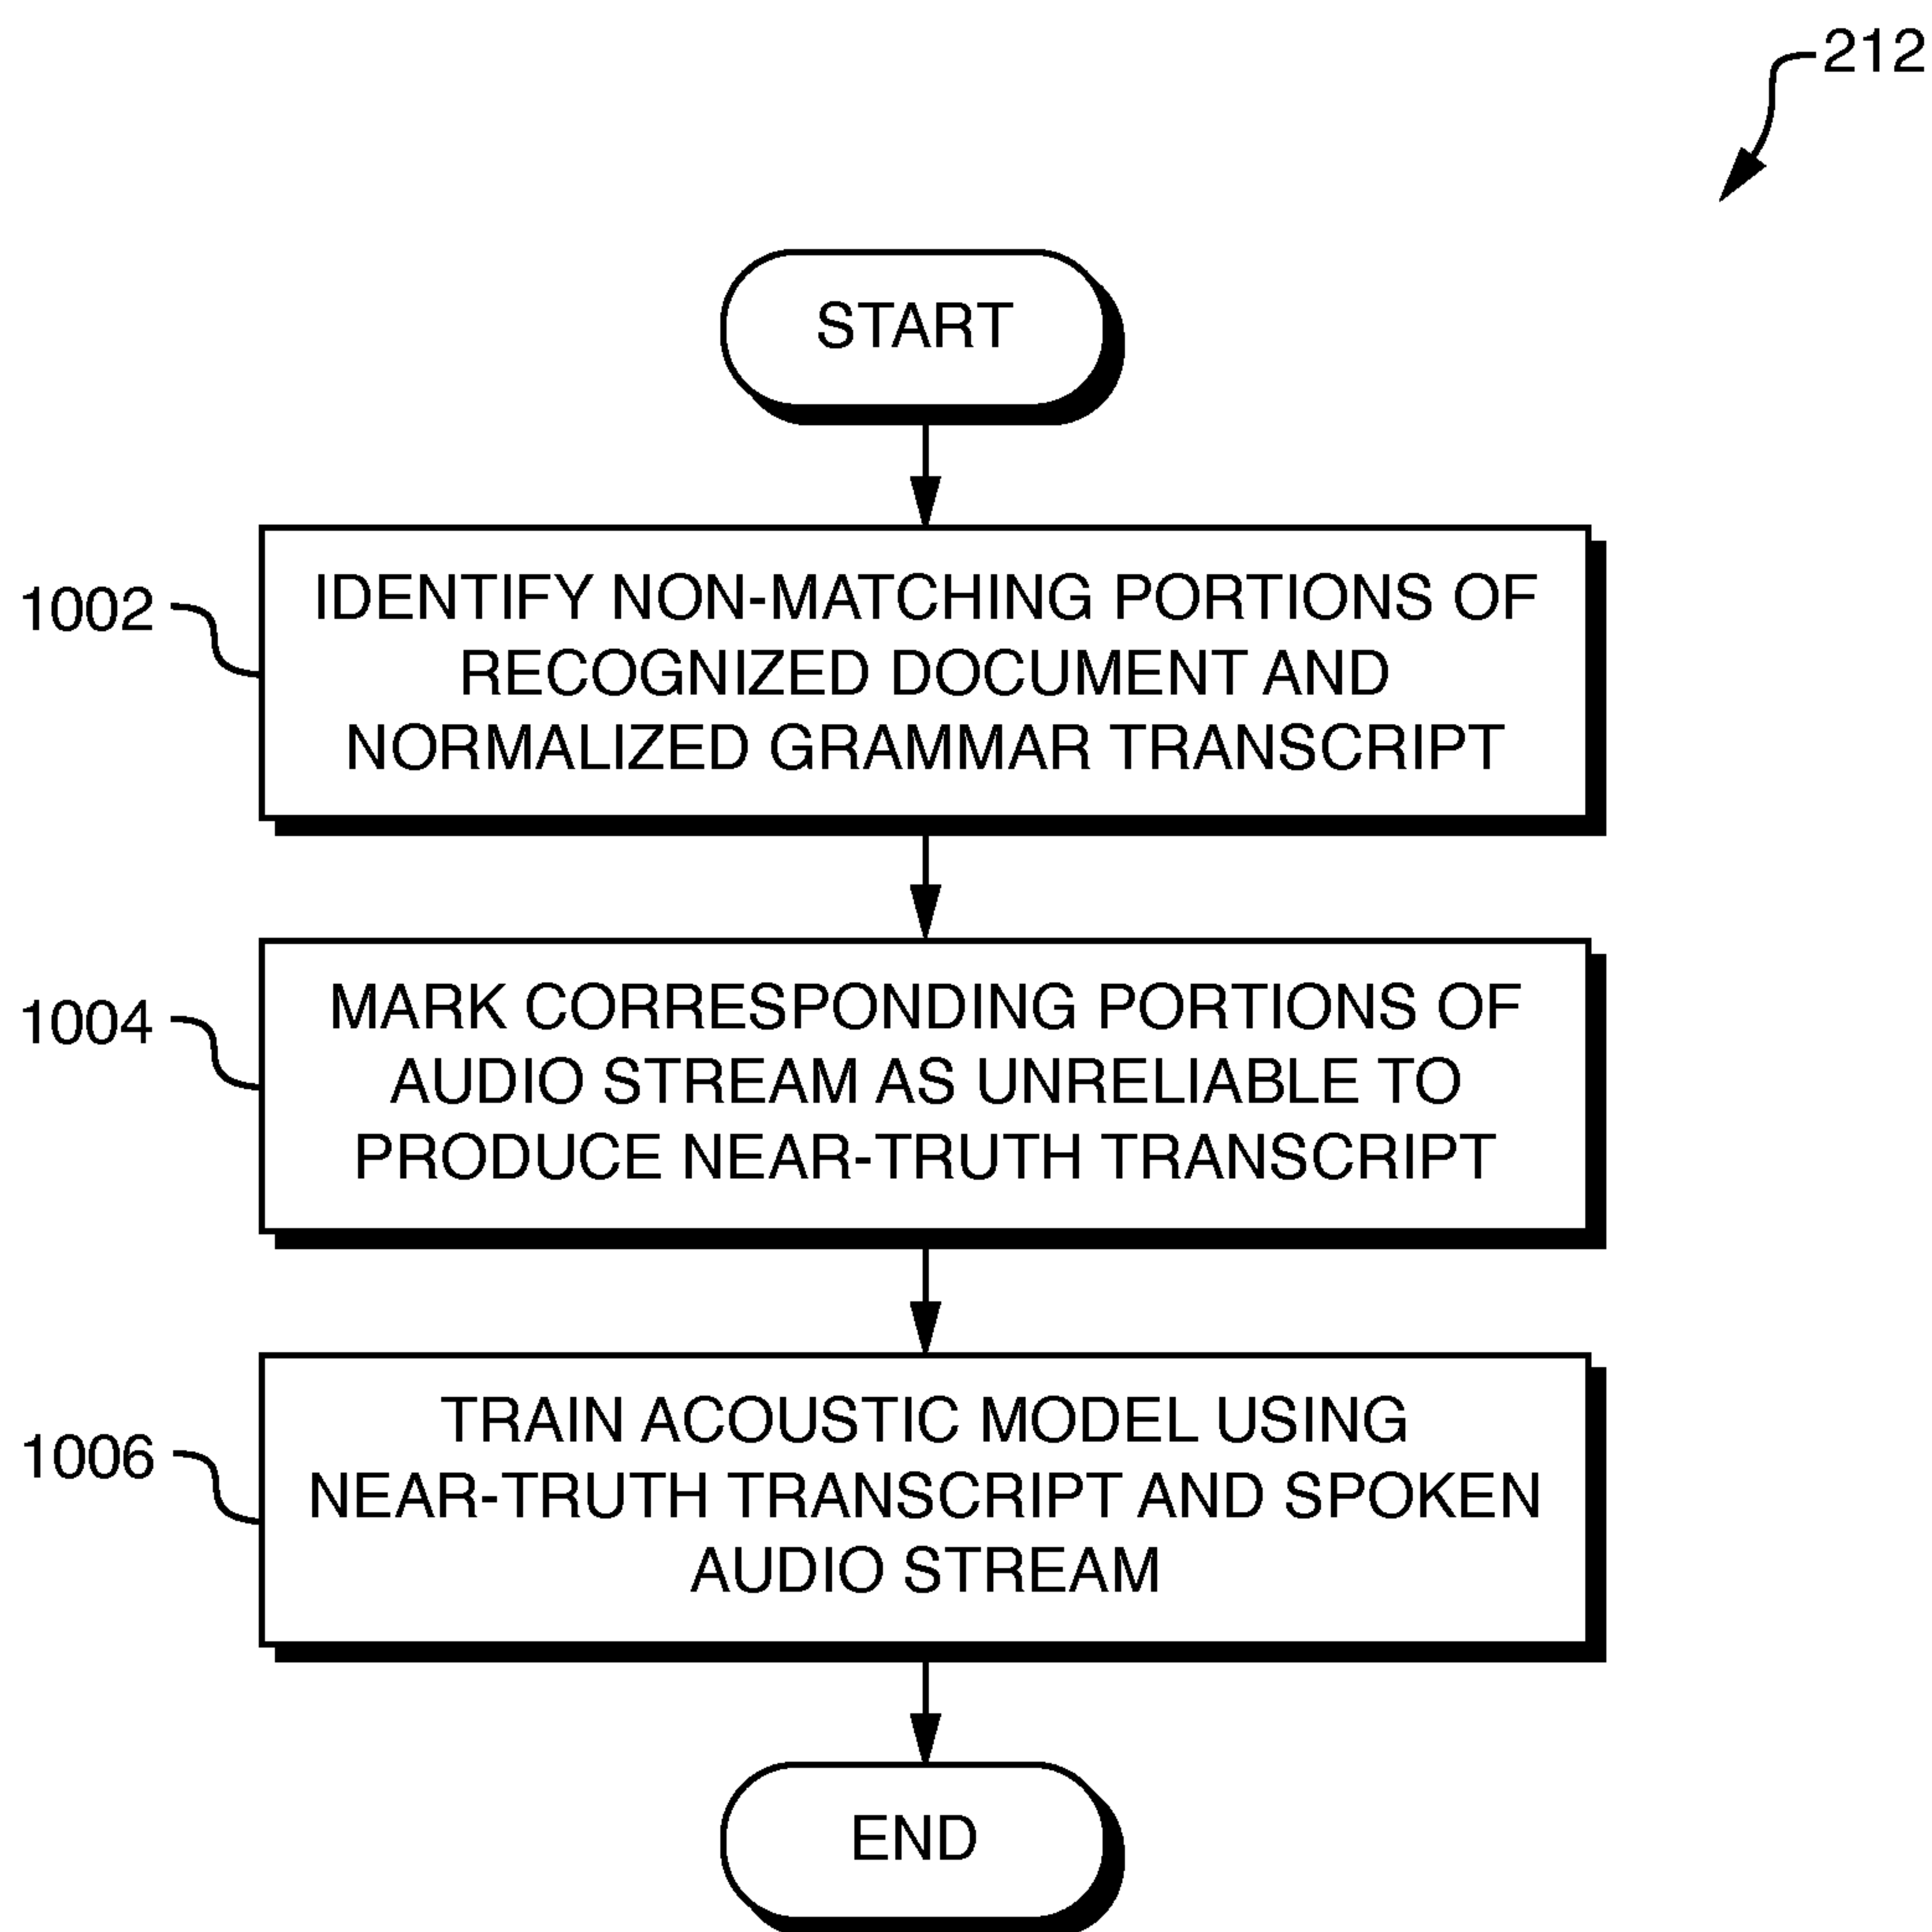 212
START
1002
IDENTIFY NON-MATCHING PORTIONS OF
RECOGNIZED DOCUMENT AND
NORMALIZED GRAMMAR TRANSCRIPT
1004
MARK CORRESPONDING PORTIONS OF
AUDIO STREAM AS UNRELIABLE TO
PRODUCE NEAR-TRUTH TRANSCRIPT
1006
TRAIN ACOUSTIC MODEL USING
NEAR-TRUTH TRANSCRIPT AND SPOKEN
AUDIO STREAM
END